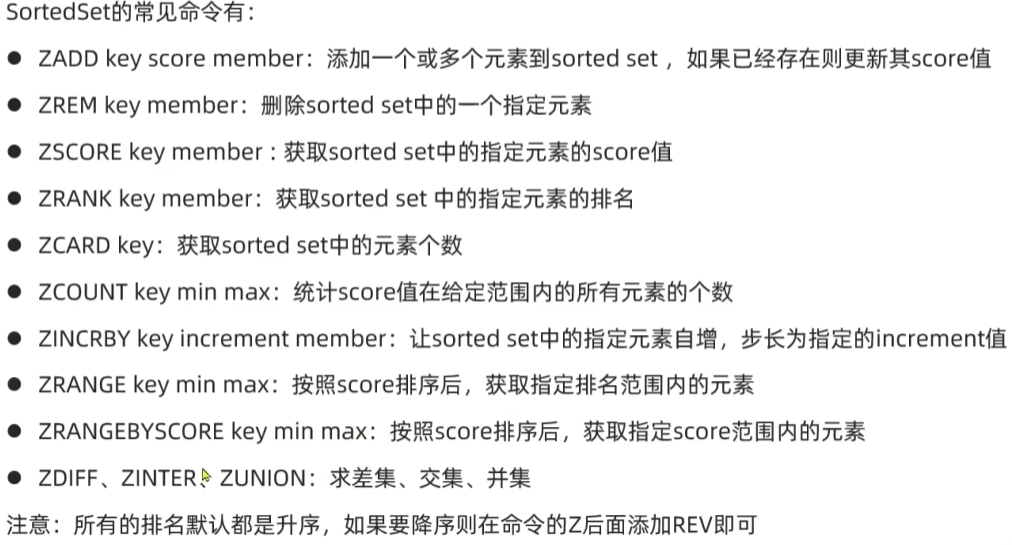 SortedSet的常见命令有：
● ZADD key score member：添加一个或多个元素到sorted set ，如果已经存在则更新其score值
● ZREM key member：删除sorted set中的一个指定元素
● ZSCORE key member : 获取sorted set中的指定元素的score值
● ZRANK key member：获取sorted set 中的指定元素的排名
● ZCARD key：获取sorted set中的元素个数
● ZCOUNT key min max：统计score值在给定范围内的所有元素的个数
● ZINCRBY key increment member：让sorted set中的指定元素自增，步长为指定的increment值
● ZRANGE key min max：按照score排序后，获取指定排名范围内的元素
● ZRANGEBYSCORE key min max：按照score排序后，获取指定score范围内的元素
● ZDIFF、ZINTER、ZUNION：求差集、交集、并集
注意：所有的排名默认都是升序，如果要降序则在命令的Z后面添加REV即可